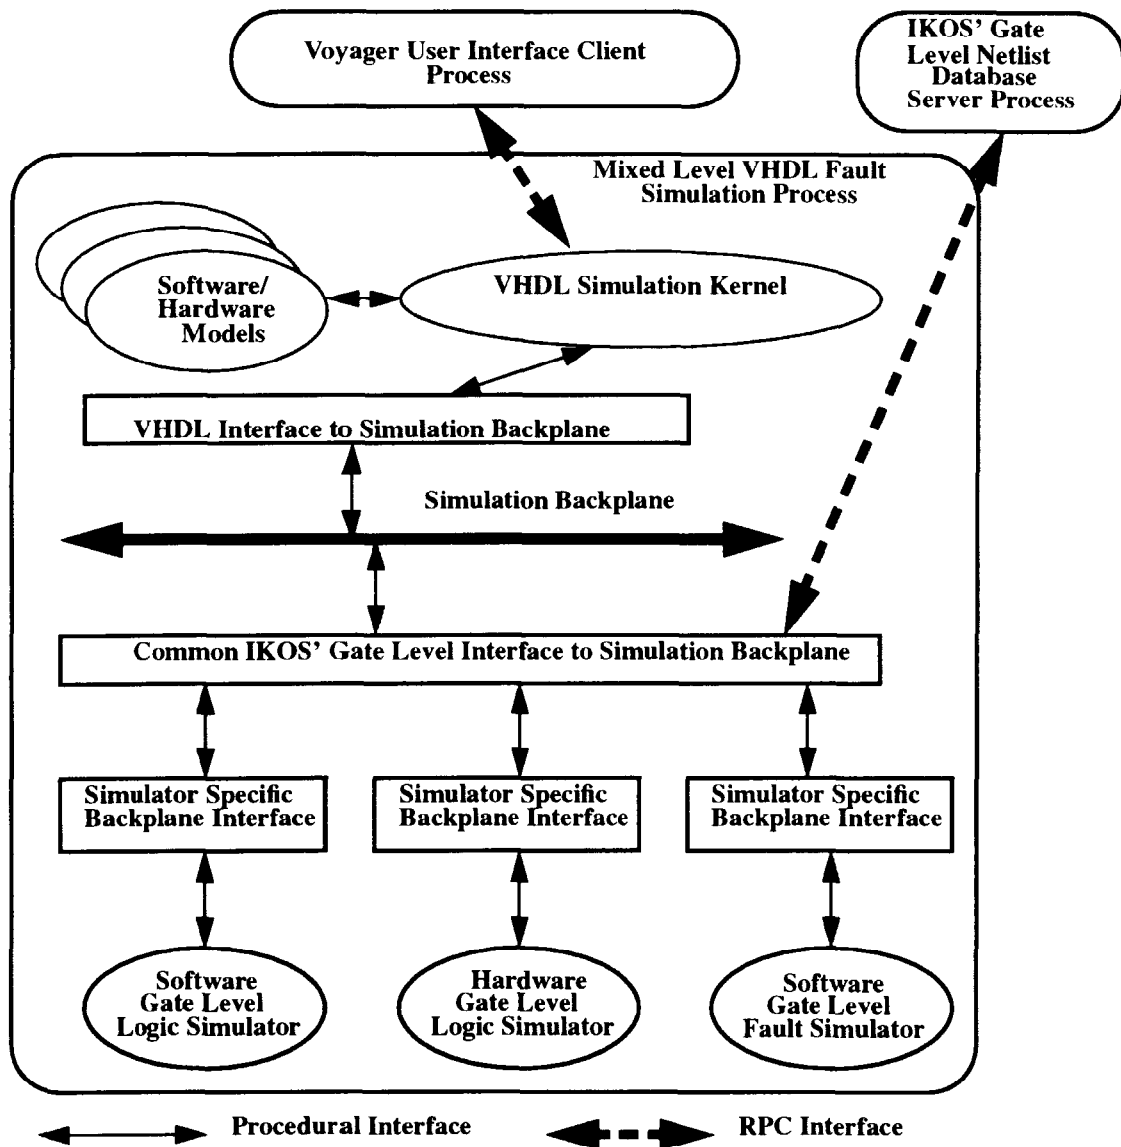 Voyager User Interface Client
Process
IKOS' Gate
Level Netlist
Database
Server Process
Mixed Level VHDL Fault
Simulation Process
Software/
Hardware
Models
VHDL Simulation Kernel
VHDL Interface to Simulation Backplane
Simulation Backplane
Common IKOS' Gate Level Interface to Simulation Backplane
Simulator Specific
Backplane Interface
Simulator Specific
Backplane Interface
Simulator Specific
Backplane Interface
Software
Gate Level
Logic Simulator
Hardware
Gate Level
Logic Simulator
Software
Gate Level
Fault Simulator
Procedural Interface
RPC Interface